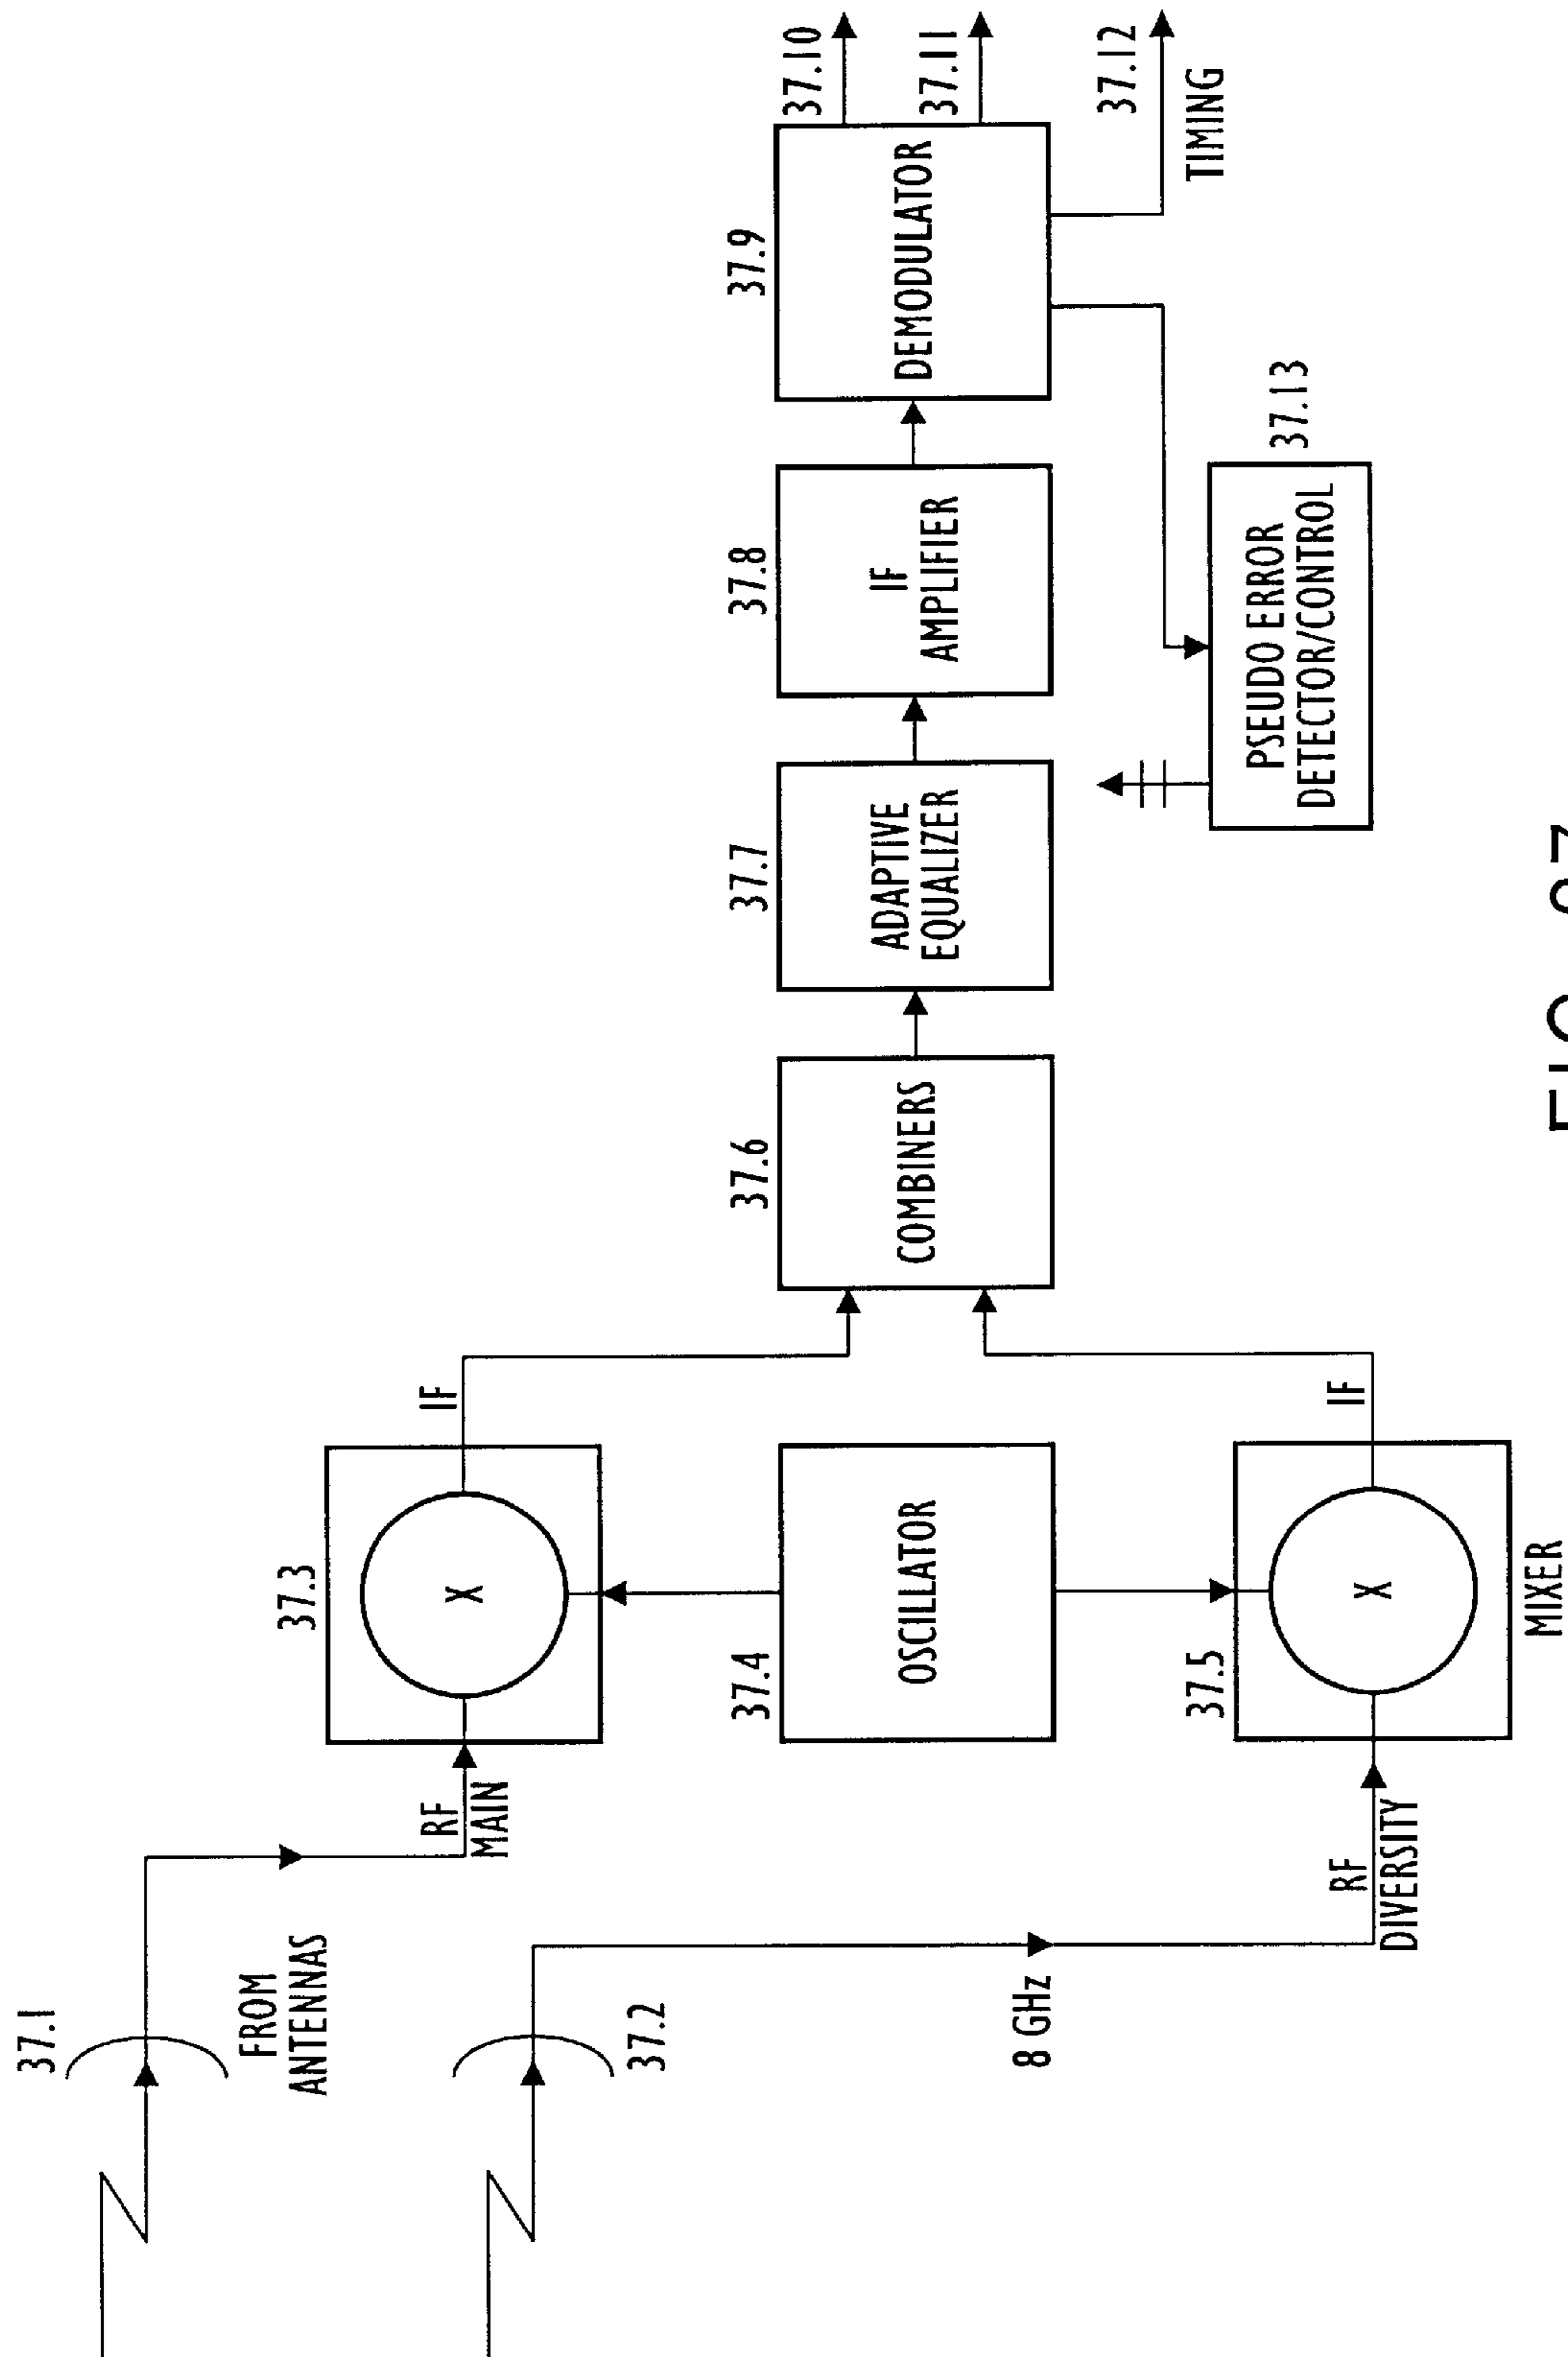 37.1
FROM
ANTENNAS
37.2
8 GHz
RF
MAIN
RF
DIVERSITY
37.3
X
IF
37.4
OSCILLATOR
37.5
X
IF
MIXER
37.6
COMBINERS
37.7
ADAPTIVE
EQUALIZER
37.8
IF
AMPLIFIER
37.9
DEMODULATOR
37.10
37.11
37.12
TIMING
37.13
PSEUDO ERROR
DETECTOR/CONTROL